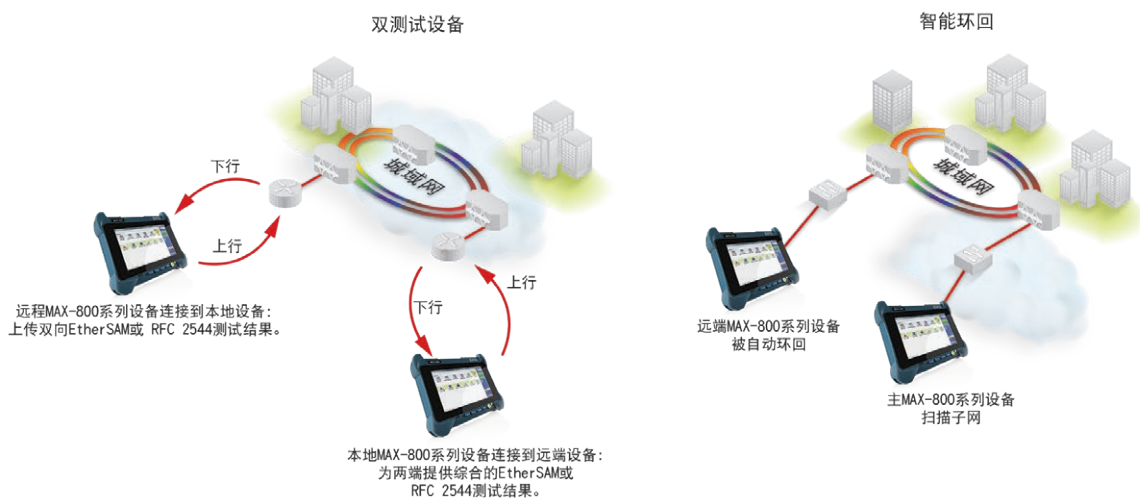 双测试设备
城域网
下行
上行
远程MAX-800系列设备连接到本地设备：
上传双向EtherSAM或 RFC 2544测试结果。
下行
上行
本地MAX-800系列设备连接到远端设备：
为两端提供综合的EtherSAM或
RFC 2544测试结果。
智能环回
城域网
远端MAX-800系列设备
被自动环回
主MAX-800系列设备
扫描子网